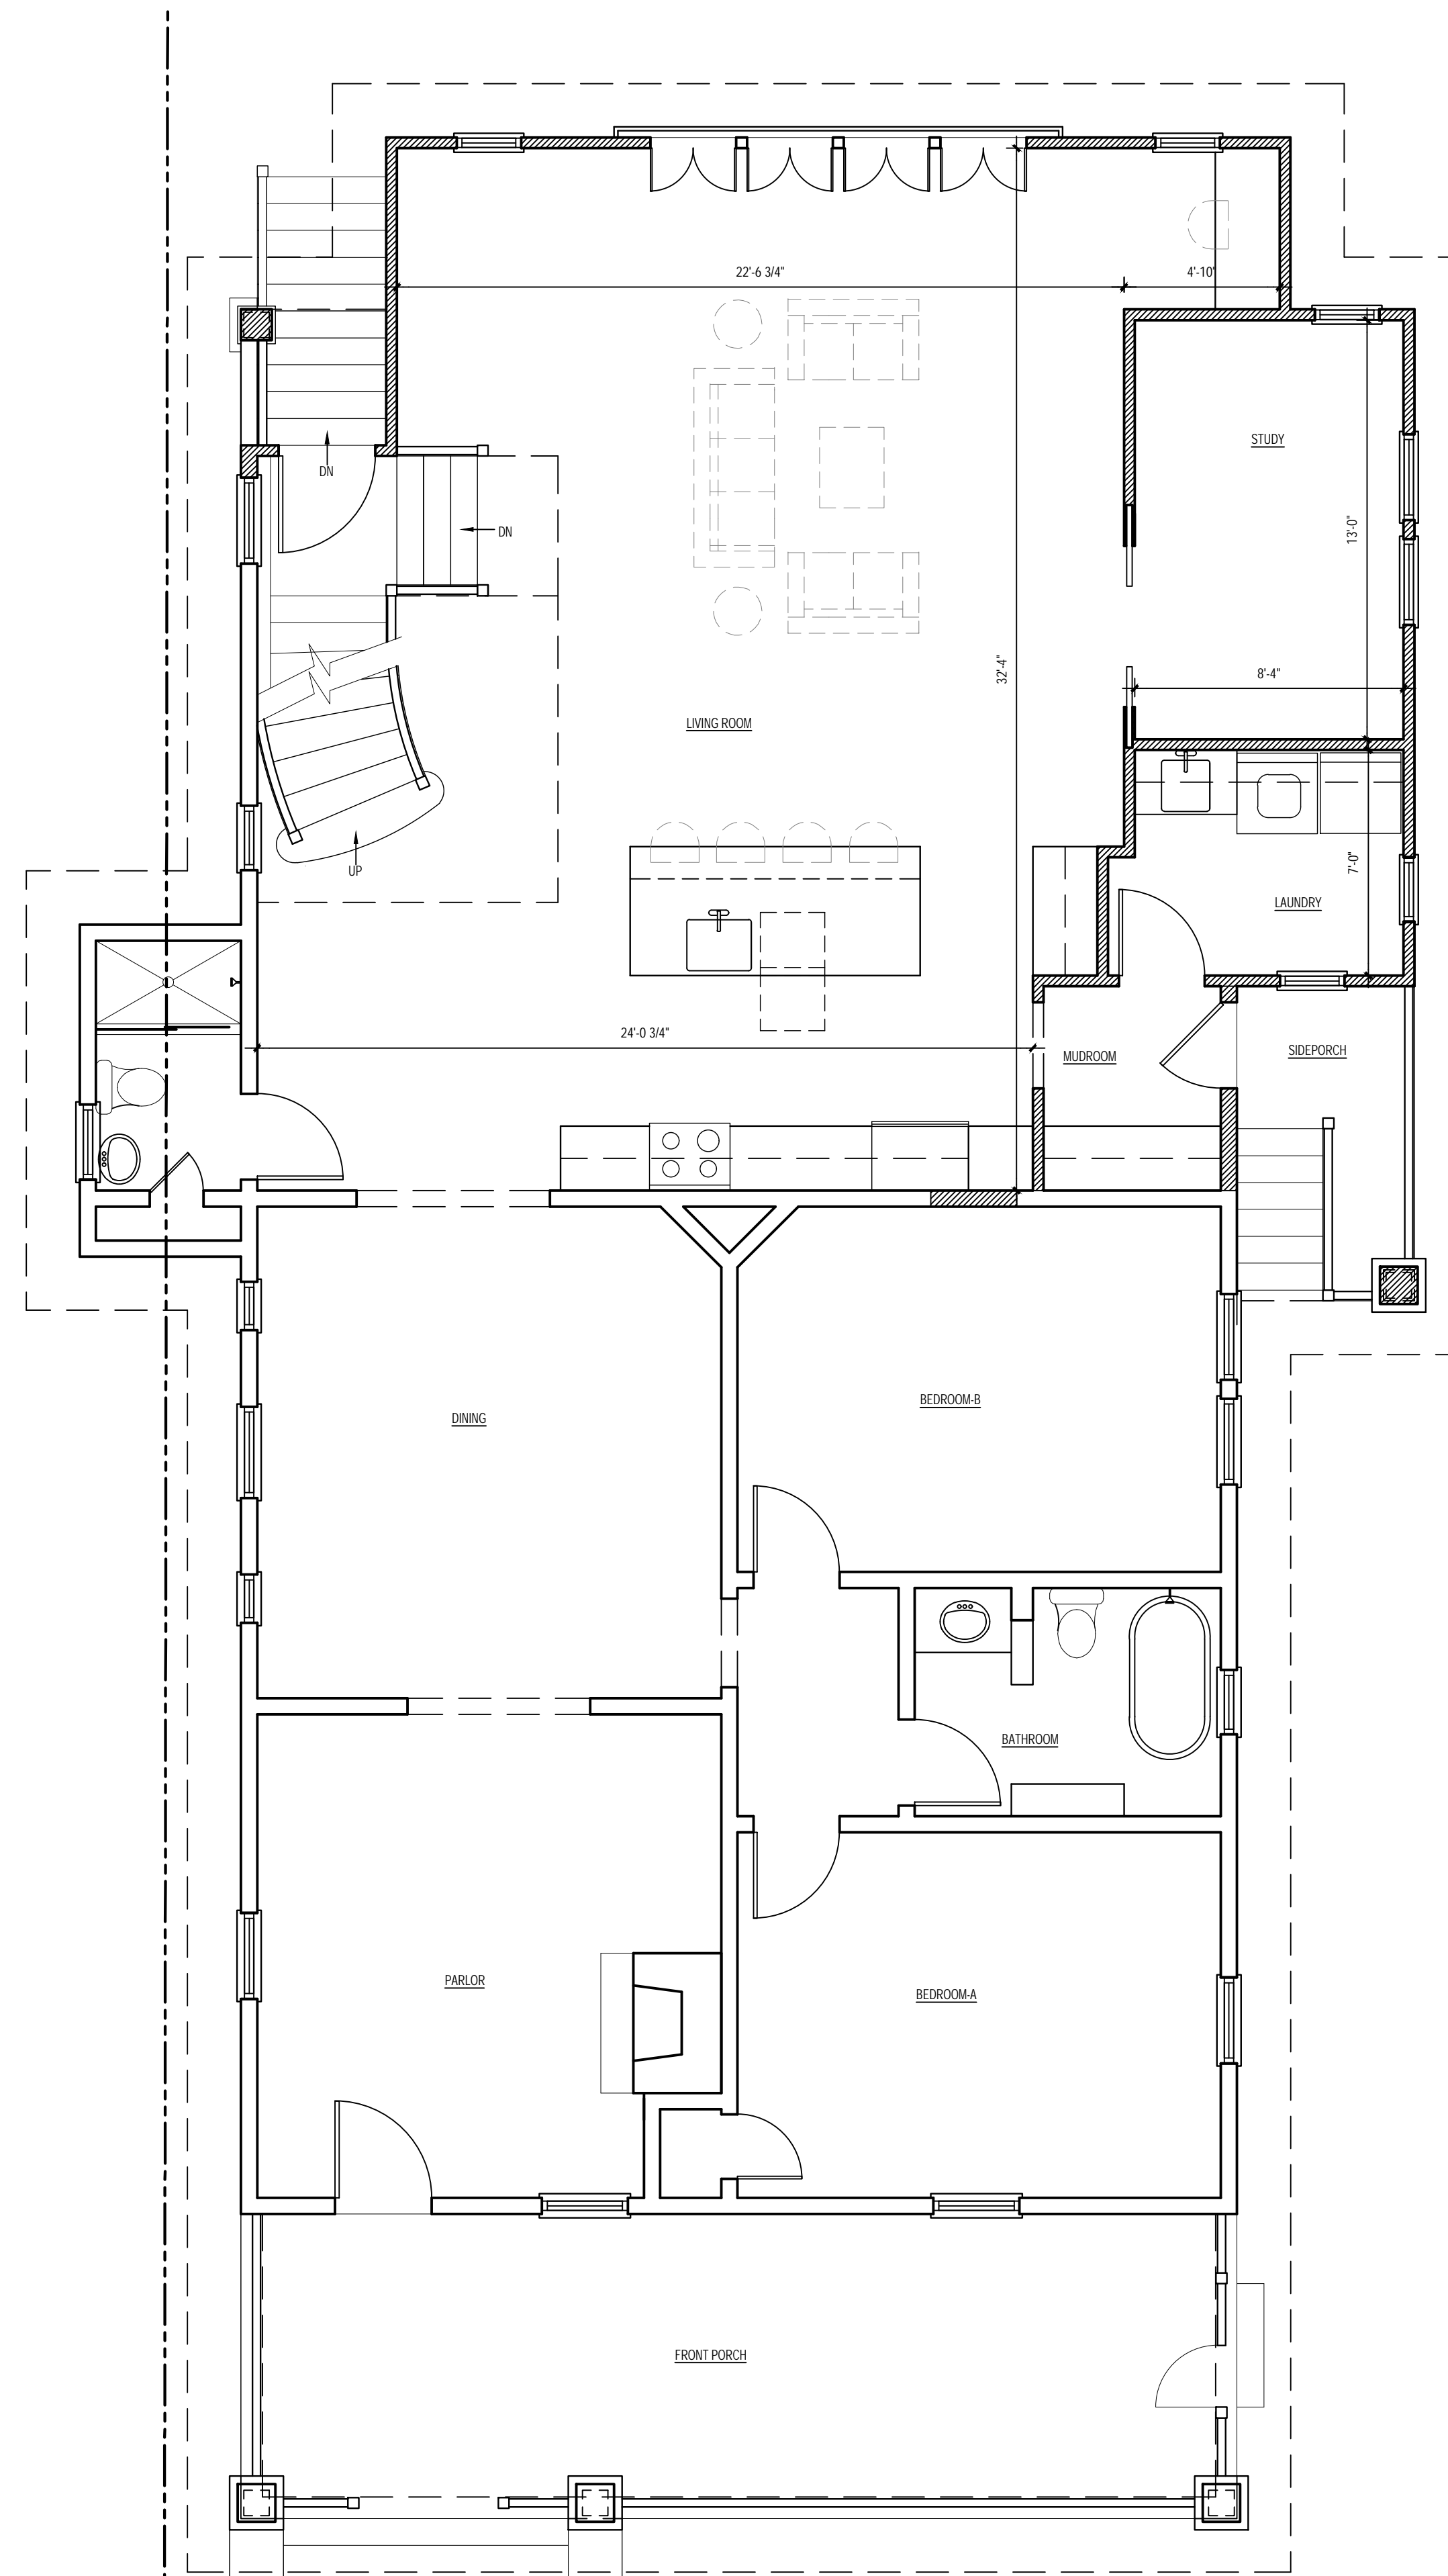 22'-6 3/4"
4'-10"
STUDY
DN
DN
13'-0"
32'-4"
8'-4"
LIVING ROOM
UP
7'-0"
LAUNDRY
24'-0 3/4"
MUDROOM
SIDEPORCH
DINING
BEDROOM-B
BATHROOM
PARLOR
BEDROOM-A
FRONT PORCH